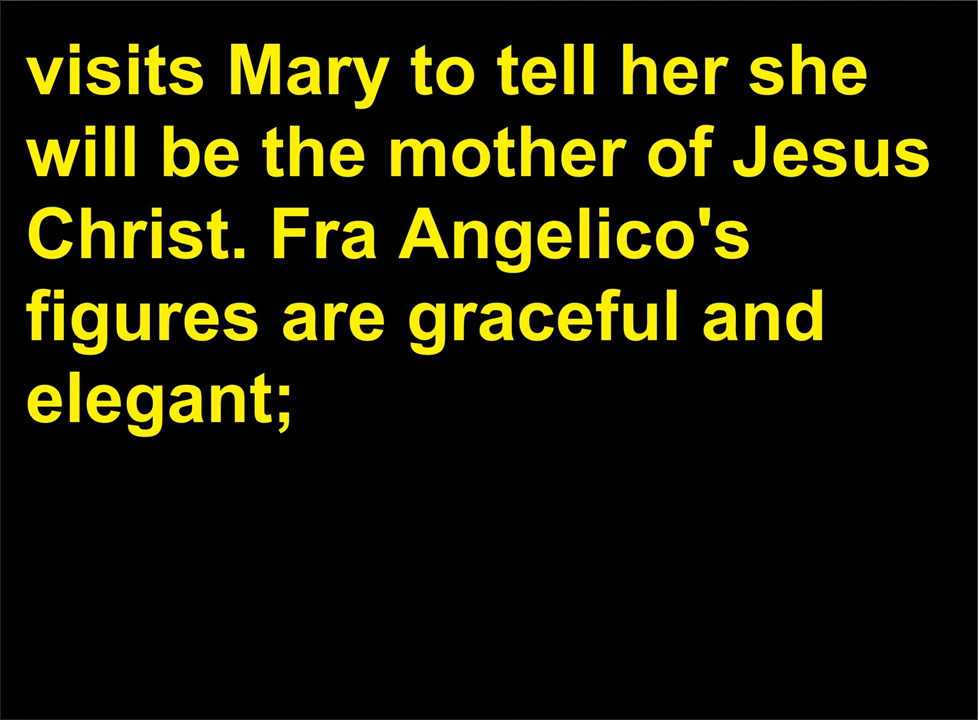 visits Mary to tell her she
will be the mother of Jesus
Christ. Fra Angelico's
figures are graceful and
elegant;